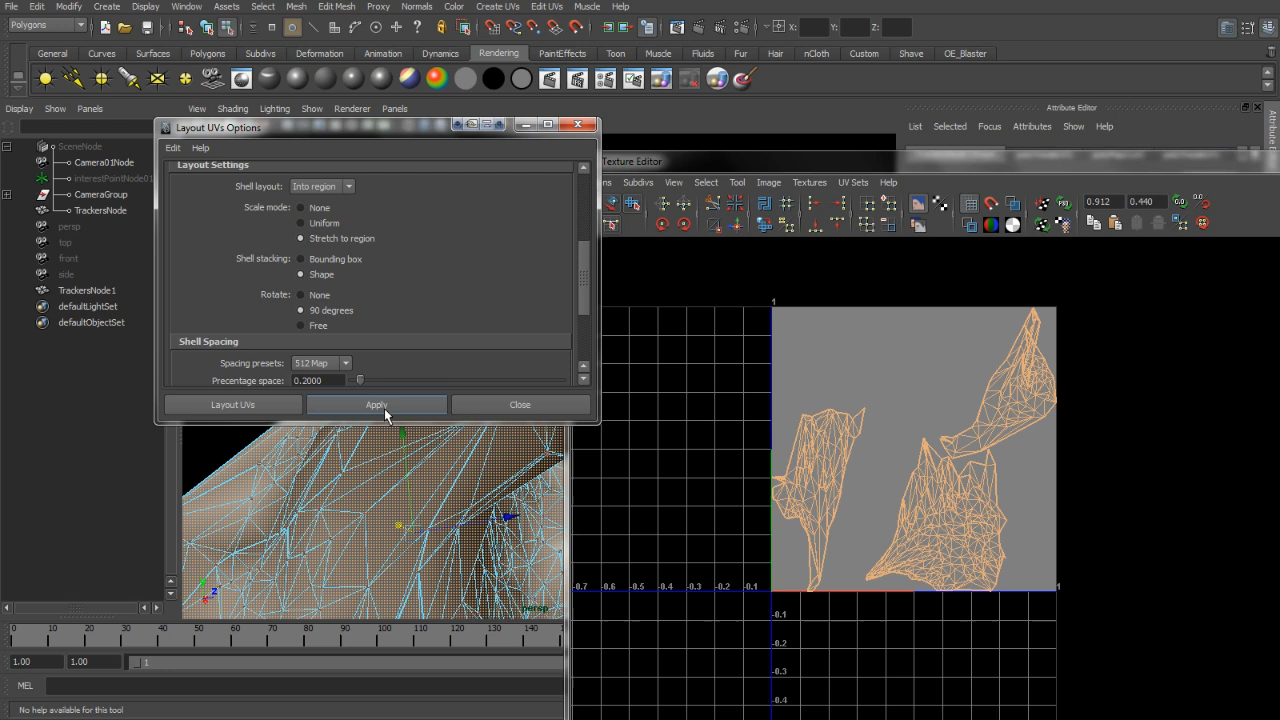 File Edit Modify Create Display Window Assets Select Mesh Edit Mesh Proxy Normals Color Create UVs Edit UVs Muscle Help
Polygons X: Y: Z:
General Curves Surfaces Polygons Subdivs Deformation Animation Dynamics Rendering PaintEffects Toon Muscle Fluids Fur Hair nCloth Custom Shave OE_Blaster
Display Show Panels View Shading Lighting Show Renderer Panels Attribute Editor
Layout UVs Options List Selected Focus Attributes Show Help
Edit Help
Texture Editor
Subdivs View Select Tool Image Textures UV Sets Help
0.912 0.440
SceneNode
Camera01Node
interestPointNode01
CameraGroup
TrackersNode
persp
top
front
side
TrackersNode1
defaultLightSet
defaultObjectSet
Layout Settings
Shell layout: Into region
Scale mode: None
Uniform
Stretch to region
Shell stacking: Bounding box
Shape
Rotate: None
90 degrees
Free
Shell Spacing
Spacing presets: 512 Map
Precentage space: 0.2000
Layout UVs Apply Close
1
-0.7 -0.6 -0.5 -0.4 -0.3 -0.2 -0.1 1
-0.1
-0.2
-0.3
-0.4
z
persp
0 10 20 30 40 50 60 70 80 90 100 110 120 130 140 150
1.00 1.00 1
MEL
No help available for this tool